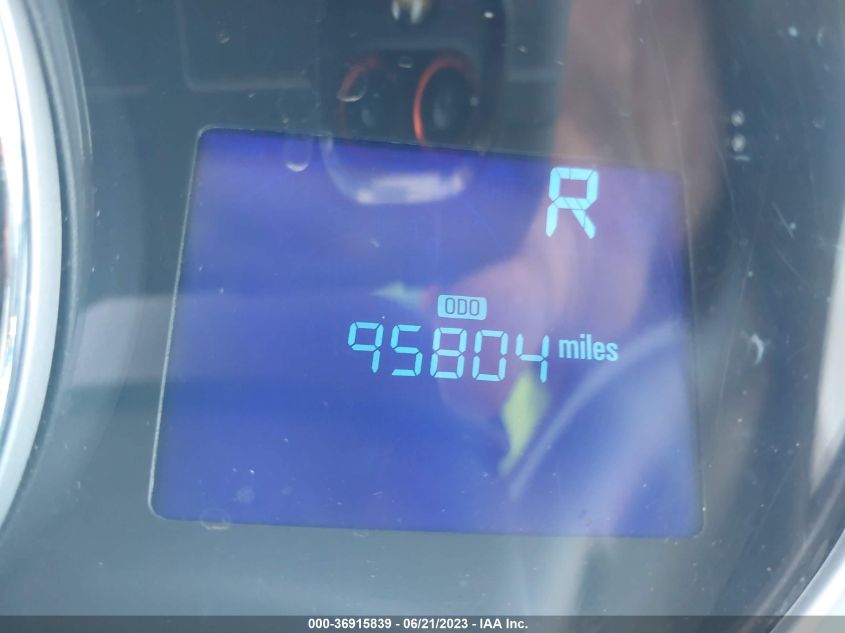 R
ODO
95804 miles
000-36915839 - 06/21/2023 - IAA, Inc.